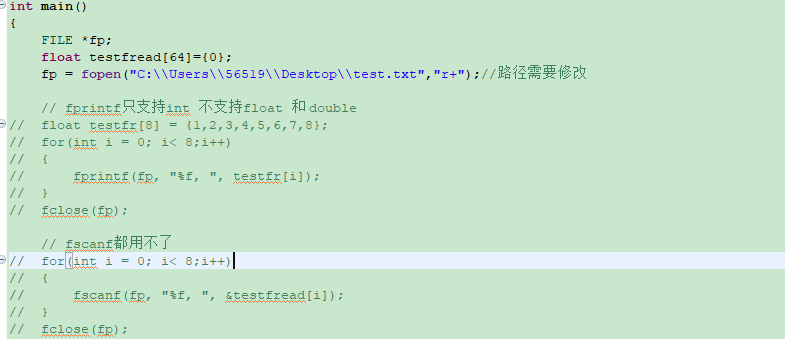 int main()
{
FILE *fp;
float testfread[64]={0};
fp = fopen("C:\\Users\\56519\\Desktop\\test.txt","r+");//路径需要修改
// fprintf只支持int 不支持float 和double
// float testfr[8] = {1,2,3,4,5,6,7,8};
// for(int i = 0; i< 8;i++)
// {
// fprintf(fp, "%f, ", testfr[i]);
// }
// fclose(fp);
// fscanf都用不了
// for(int i = 0; i< 8;i++)
// {
// fscanf(fp, "%f, ", &testfread[i]);
// }
// fclose(fp);